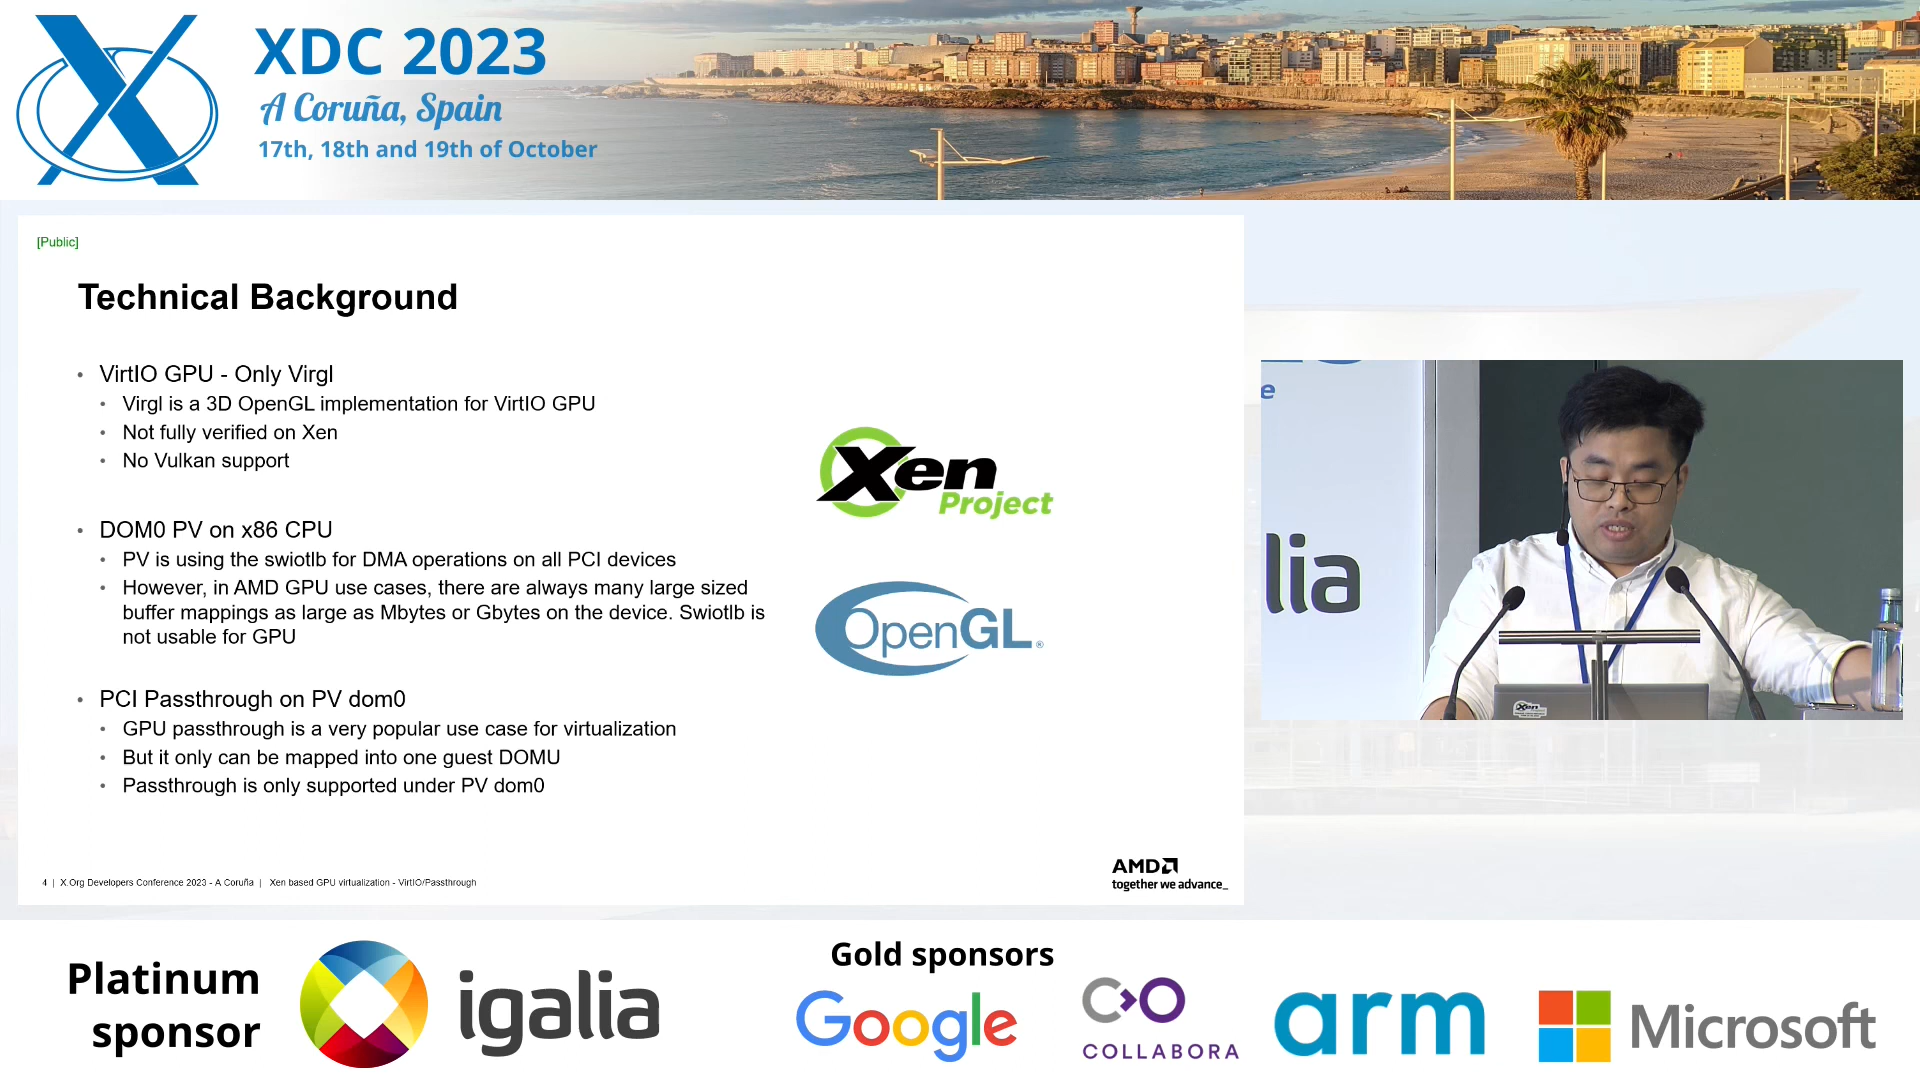 XDC 2023
A Coruña, Spain
17th, 18th and 19th of October
[Public]
Technical Background
• VirtIO GPU - Only Virgl
• Virgl is a 3D OpenGL implementation for VirtIO GPU
• Not fully verified on Xen
• No Vulkan support
• DOM0 PV on x86 CPU
• PV is using the swiotlb for DMA operations on all PCI devices
• However, in AMD GPU use cases, there are always many large sized
buffer mappings as large as Mbytes or Gbytes on the device. Swiotlb is
not usable for GPU
• PCI Passthrough on PV dom0
• GPU passthrough is a very popular use case for virtualization
• But it only can be mapped into one guest DOMU
• Passthrough is only supported under PV dom0
Xen
Project
OpenGL®
4 | X.Org Developers Conference 2023 - A Coruña | Xen based GPU virtualization - VirtIO/Passthrough
AMD
together we advance_
e
lia
Xen
Platinum
sponsor
igalia
Gold sponsors
Google
COLLABORA
arm
Microsoft